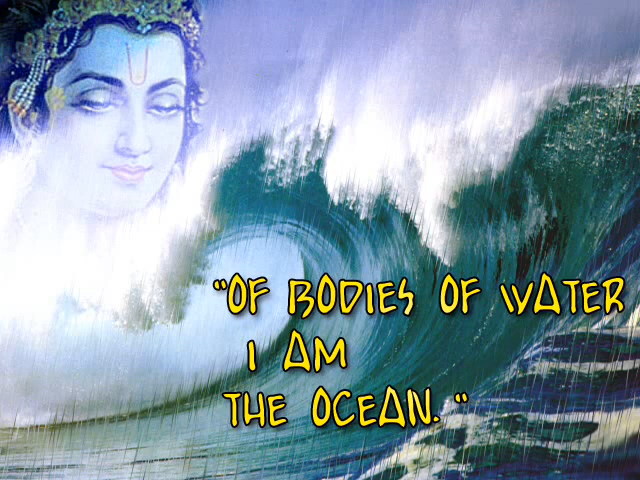 "OF BODIES OF WATER
I AM
THE OCEAN."